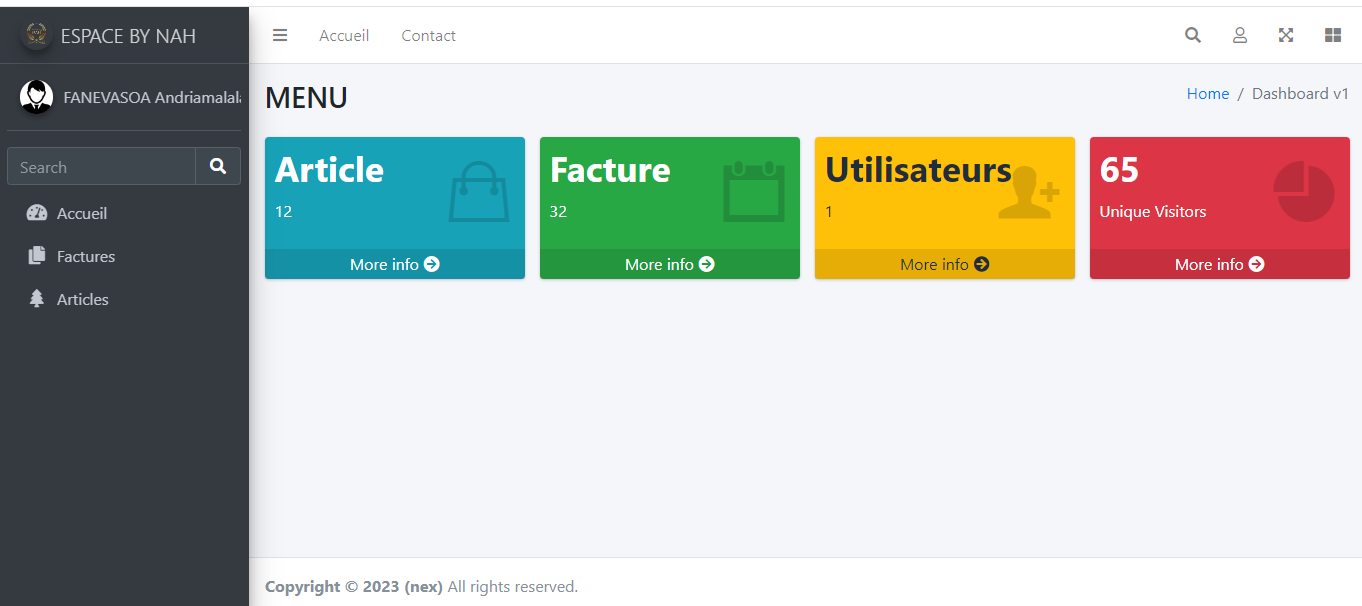 ESPACE BY NAH
Accueil
Contact
FANEVASOA Andriamalala
Search
Accueil
Factures
Articles
MENU
Home / Dashboard v1
Article
12
More info
Facture
32
More info
Utilisateurs
1
More info
65
Unique Visitors
More info
Copyright © 2023 (nex) All rights reserved.